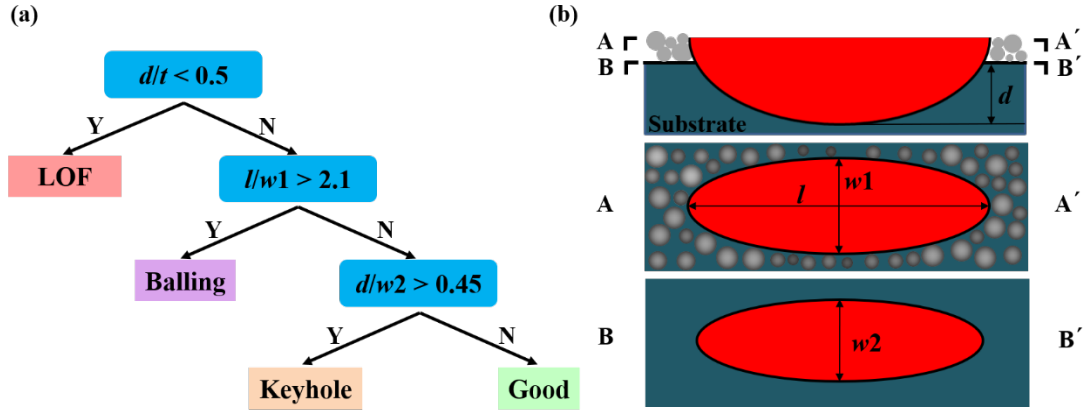 (a)
d/t < 0.5
Y
N
LOF
l/w1 > 2.1
Y
N
Balling
d/w2 > 0.45
Y
N
Keyhole
Good
(b)
A
A´
B
B´
d
Substrate
w1
l
A
A´
B
w2
B´